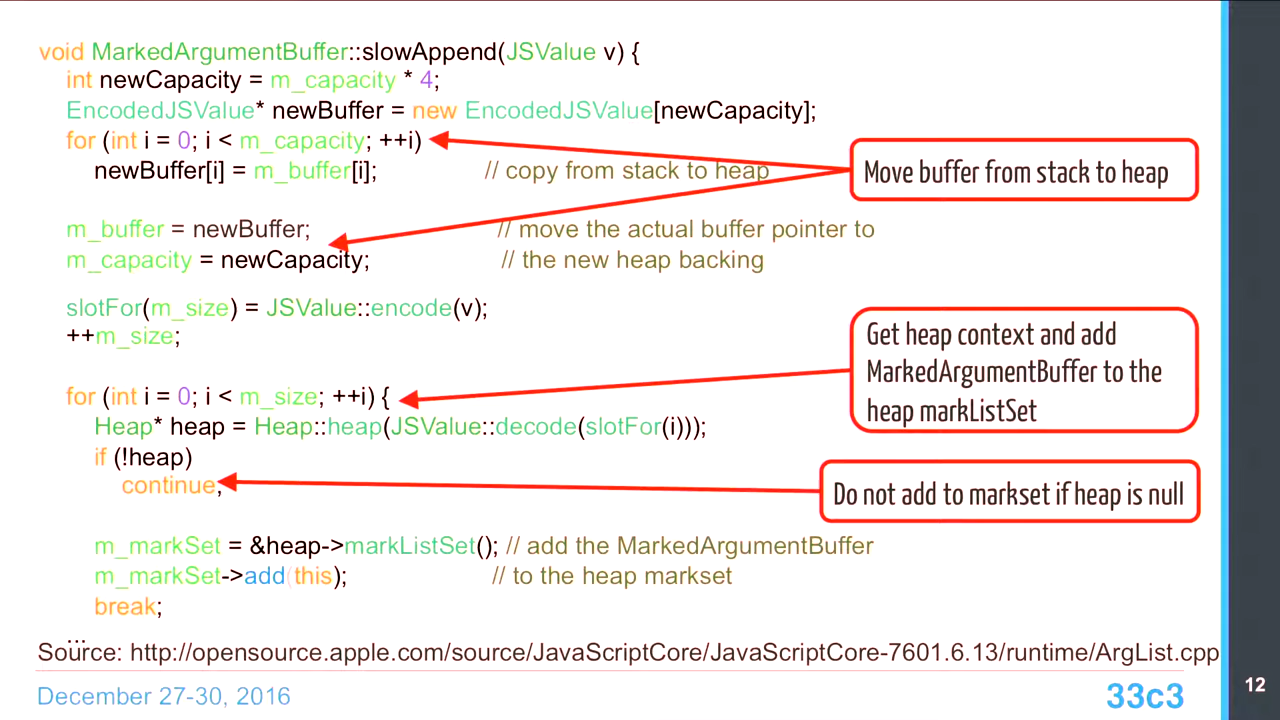 void MarkedArgumentBuffer::slowAppend(JSValue v) {
int newCapacity = m_capacity * 4;
EncodedJSValue* newBuffer = new EncodedJSValue[newCapacity];
for (int i = 0; i < m_capacity; ++i)
newBuffer[i] = m_buffer[i]; // copy from stack to heap
Move buffer from stack to heap
m_buffer = newBuffer; // move the actual buffer pointer to
m_capacity = newCapacity; // the new heap backing
slotFor(m_size) = JSValue::encode(v);
++m_size;
Get heap context and add
MarkedArgumentBuffer to the
heap markListSet
for (int i = 0; i < m_size; ++i) {
Heap* heap = Heap::heap(JSValue::decode(slotFor(i)));
if (!heap)
continue;
Do not add to markset if heap is null
m_markSet = &heap->markListSet(); // add the MarkedArgumentBuffer
m_markSet->add(this); // to the heap markset
break;
...
Source: http://opensource.apple.com/source/JavaScriptCore/JavaScriptCore-7601.6.13/runtime/ArgList.cpp
December 27-30, 2016
33c3
12